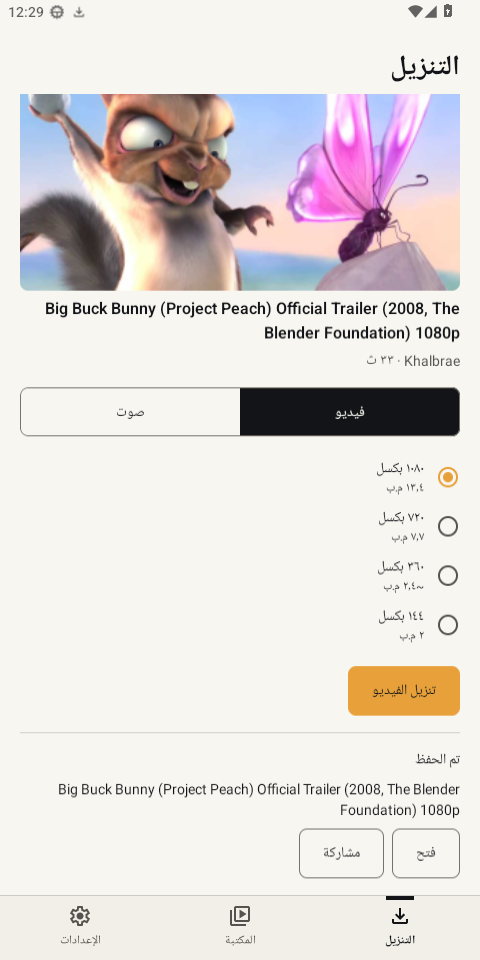 12:29
التنزيل
Big Buck Bunny (Project Peach) Official Trailer (2008, The
Blender Foundation) 1080p
Khalbrae · ٣٣ ث
فيديو
صوت
١٠٨٠ بكسل
١٣٫٤ م.ب
٧٢٠ بكسل
٧٫٧ م.ب
٣٦٠ بكسل
~٢٫٤ م.ب
١٤٤ بكسل
٢ م.ب
تنزيل الفيديو
تم الحفظ
Big Buck Bunny (Project Peach) Official Trailer (2008, The Blender
Foundation) 1080p
فتح
مشاركة
التنزيل
المكتبة
الإعدادات